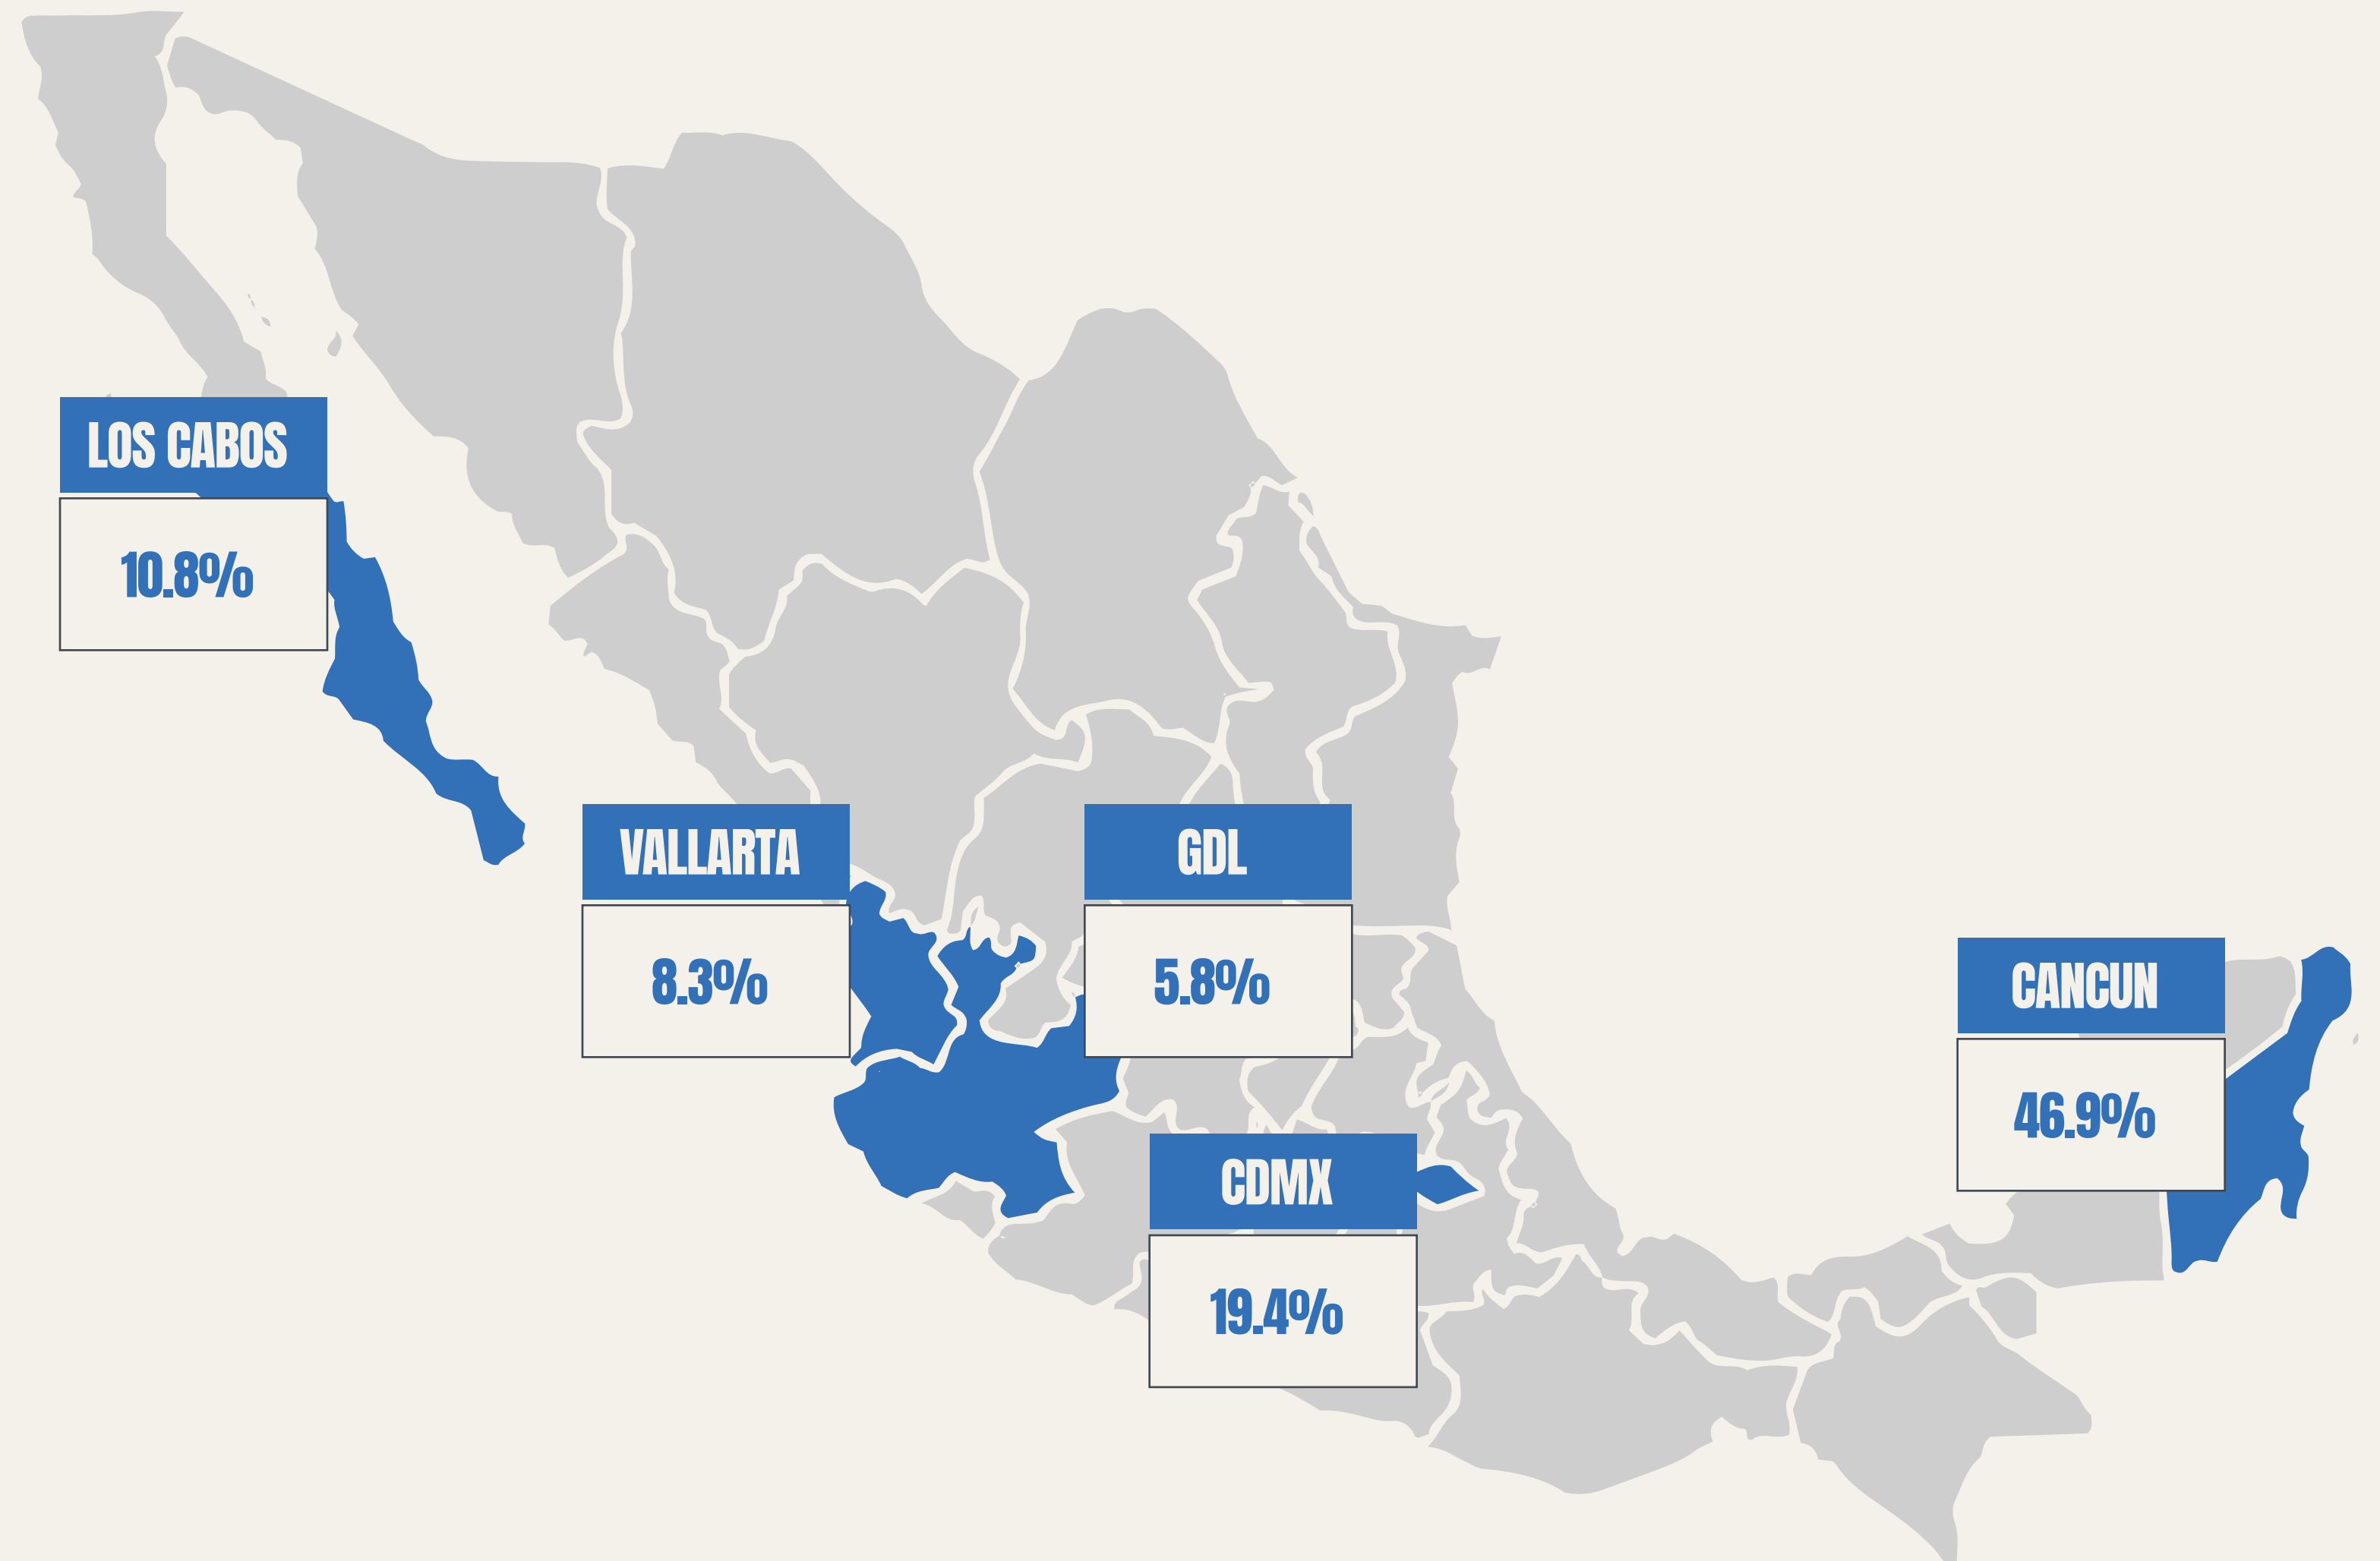 LOS CABOS
10.8%
VALLARTA
8.3%
GDL
5.8%
CDMX
19.4%
CANCUN
46.9%